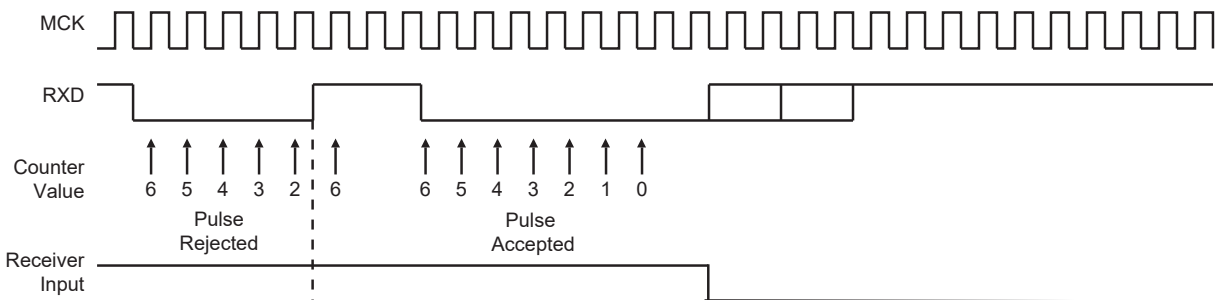 MCK
RXD
Counter
Value
6 5 4 3 2 6 6 5 4 3 2 1 0
Pulse
Rejected
Pulse
Accepted
Receiver
Input